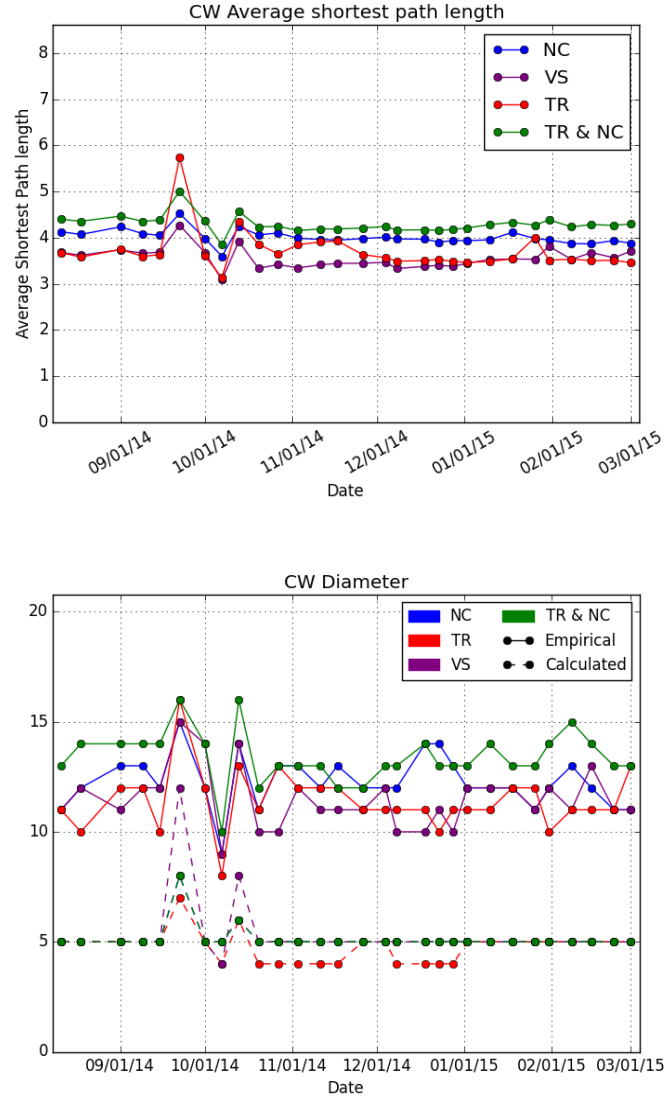 CW Average shortest path length
8
7
6
5
4
3
2
1
0
Average Shortest Path length
NC
VS
TR
TR & NC
09/01/14 10/01/14 11/01/14 12/01/14 01/01/15 02/01/15 03/01/15
Date
CW Diameter
20
15
10
5
0
NC TR & NC
TR Empirical
VS Calculated
09/01/14 10/01/14 11/01/14 12/01/14 01/01/15 02/01/15 03/01/15
Date